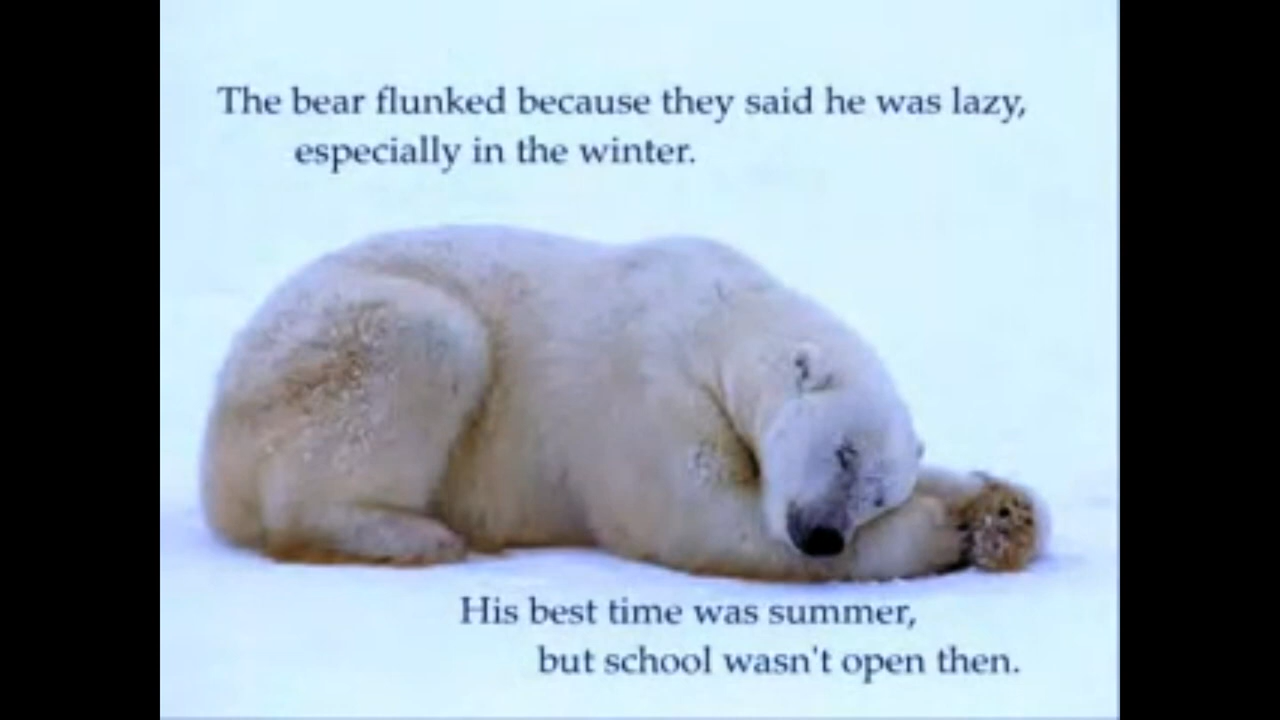 The bear flunked because they said he was lazy,
especially in the winter.
His best time was summer,
but school wasn't open then.